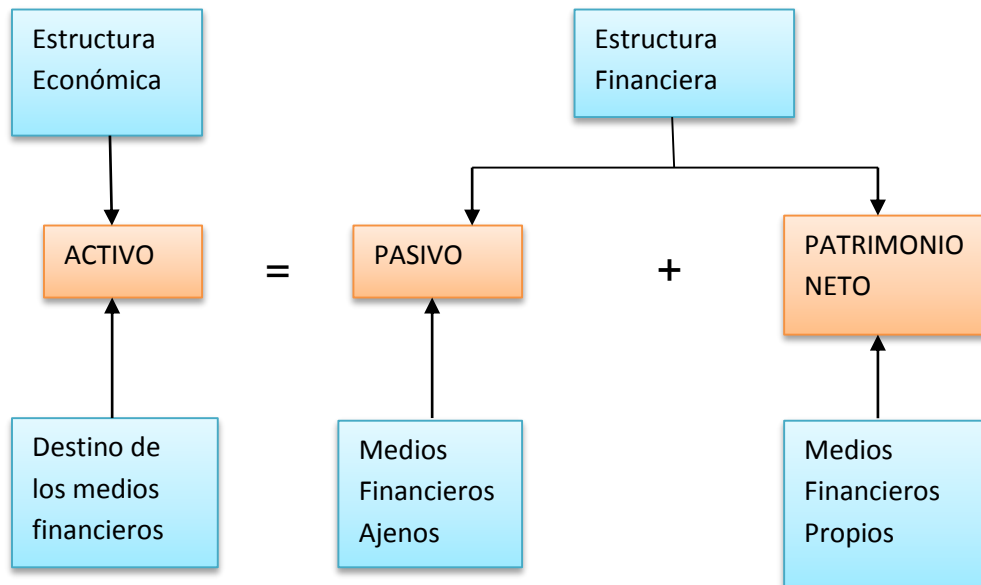 Estructura
Económica
Estructura
Financiera
ACTIVO
=
PASIVO
+
PATRIMONIO
NETO
Destino de
los medios
financieros
Medios
Financieros
Ajenos
Medios
Financieros
Propios